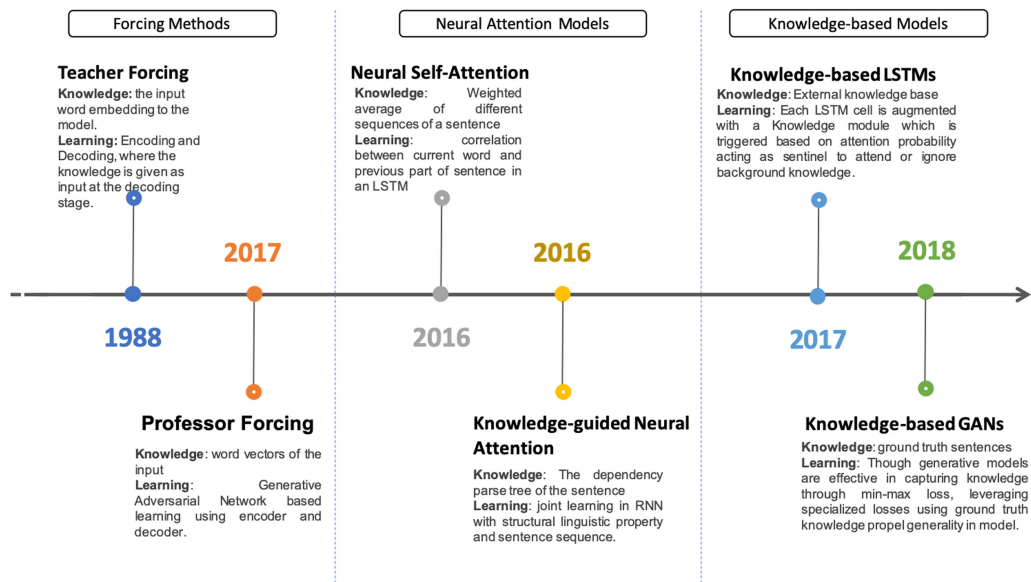 Forcing Methods
Neural Attention Models
Knowledge-based Models
Teacher Forcing
Knowledge: the input
word embedding to the
model.
Learning: Encoding and
Decoding, where the
knowledge is given as
input at the decoding
stage.
Neural Self-Attention
Knowledge: Weighted
average of different
sequences of a sentence
Learning: correlation
between current word and
previous part of sentence in
an LSTM
Knowledge-based LSTMs
Knowledge: External knowledge base
Learning: Each LSTM cell is augmented
with a Knowledge module which is
triggered based on attention probability
acting as sentinel to attend or ignore
background knowledge.
2017
2016
2018
1988
2016
2017
Professor Forcing
Knowledge: word vectors of the
input
Learning: Generative
Adversarial Network based
learning using encoder and
decoder.
Knowledge-guided Neural
Attention
Knowledge: The dependency
parse tree of the sentence
Learning: joint learning in RNN
with structural linguistic property
and sentence sequence.
Knowledge-based GANs
Knowledge: ground truth sentences
Learning: Though generative models
are effective in capturing knowledge
through min-max loss, leveraging
specialized losses using ground truth
knowledge propel generality in model.